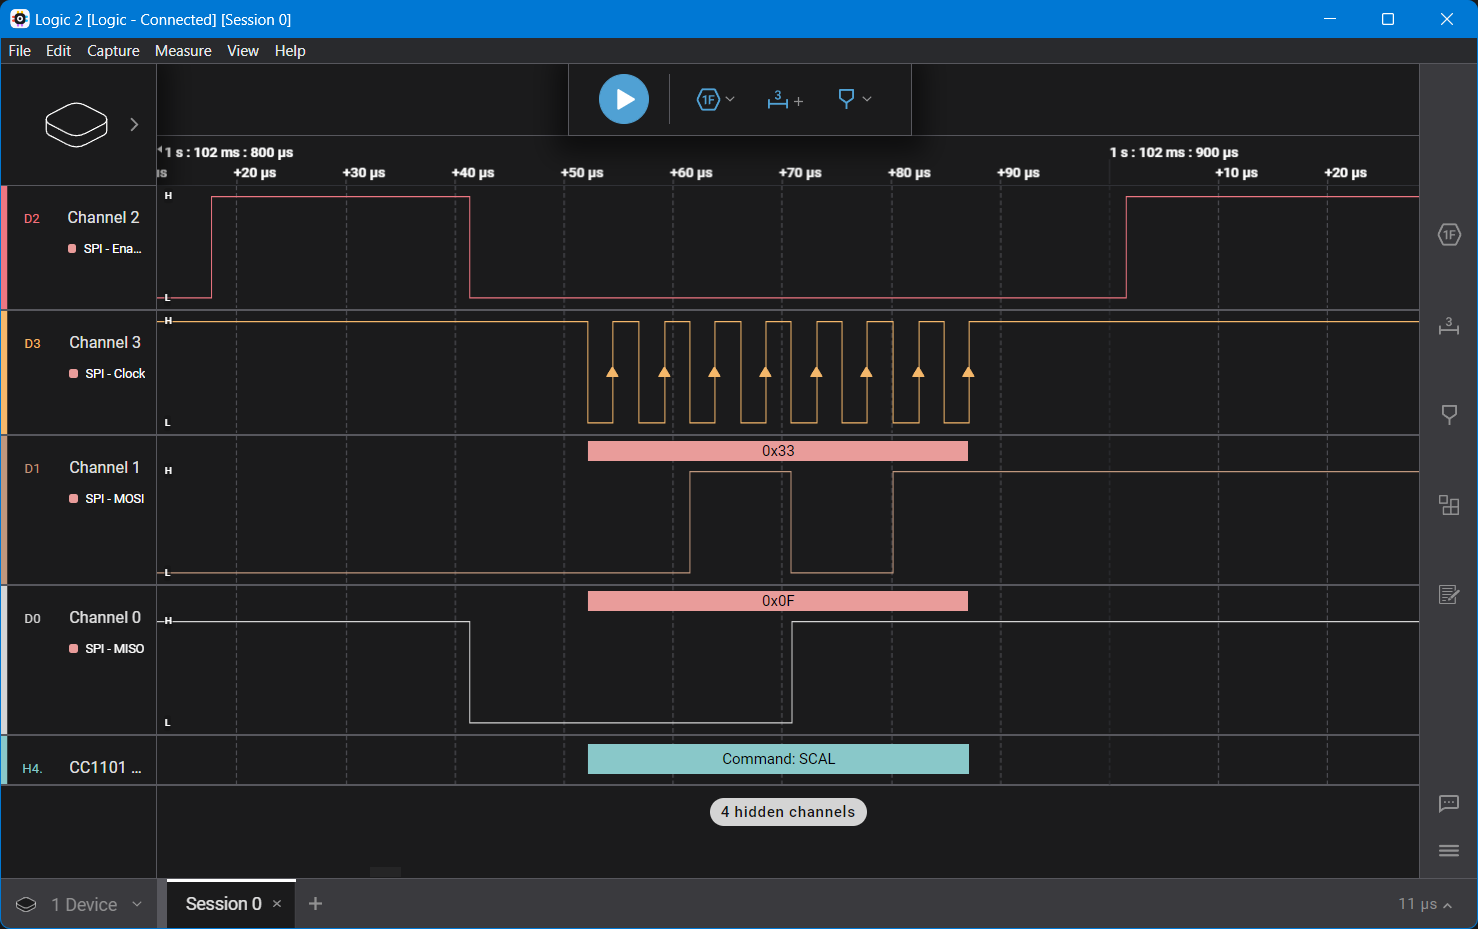 Logic 2 [Logic - Connected] [Session 0]
File Edit Capture Measure View Help
1F 3 +
1 s : 102 ms : 800 µs 1 s : 102 ms : 900 µs
µs +20 µs +30 µs +40 µs +50 µs +60 µs +70 µs +80 µs +90 µs +10 µs +20 µs
H
D2 Channel 2
SPI - Ena...
1F
L
H
3
D3 Channel 3
SPI - Clock
L
0x33
D1 Channel 1 H
SPI - MOSI
L
0x0F
D0 Channel 0 H
SPI - MISO
L
H4. CC1101 ... Command: SCAL
4 hidden channels
1 Device Session 0 × + 11 µs